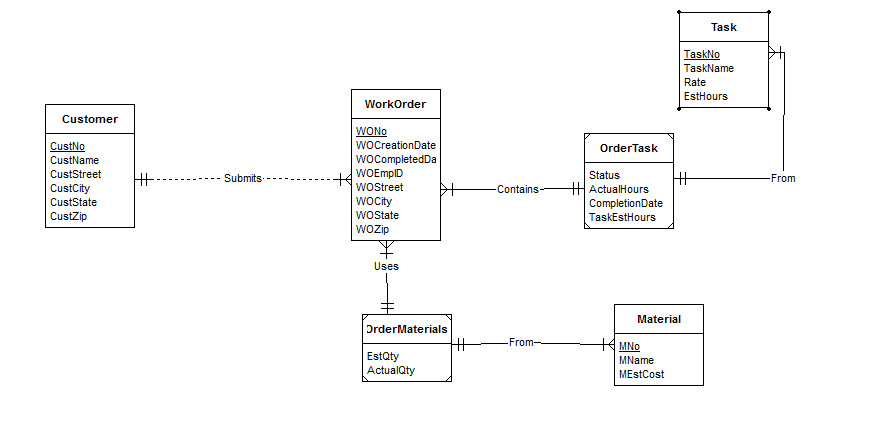 Task
TaskNo
TaskName
Rate
EstHours
Customer
CustNo
CustName
CustStreet
CustCity
CustState
CustZip
Submits
WorkOrder
WONo
WOCreationDate
WOCompletedDa
WOEmpID
WOStreet
WOCity
WOState
WOZip
Contains
OrderTask
Status
ActualHours
CompletionDate
TaskEstHours
From
Uses
OrderMaterials
EstQty
ActualQty
From
Material
MNo
MName
MEstCost